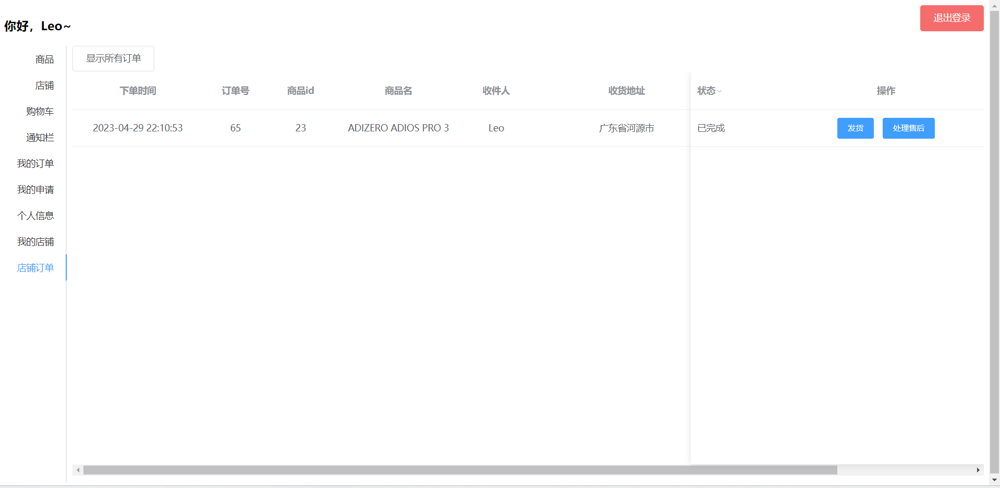 你好，Leo~
退出登录
商品
店铺
购物车
通知栏
我的订单
我的申请
个人信息
我的店铺
店铺订单
显示所有订单
下单时间 订单号 商品id 商品名 收件人 收货地址 状态 操作
2023-04-29 22:10:53 65 23 ADIZERO ADIOS PRO 3 Leo 广东省河源市 已完成 发货 处理售后